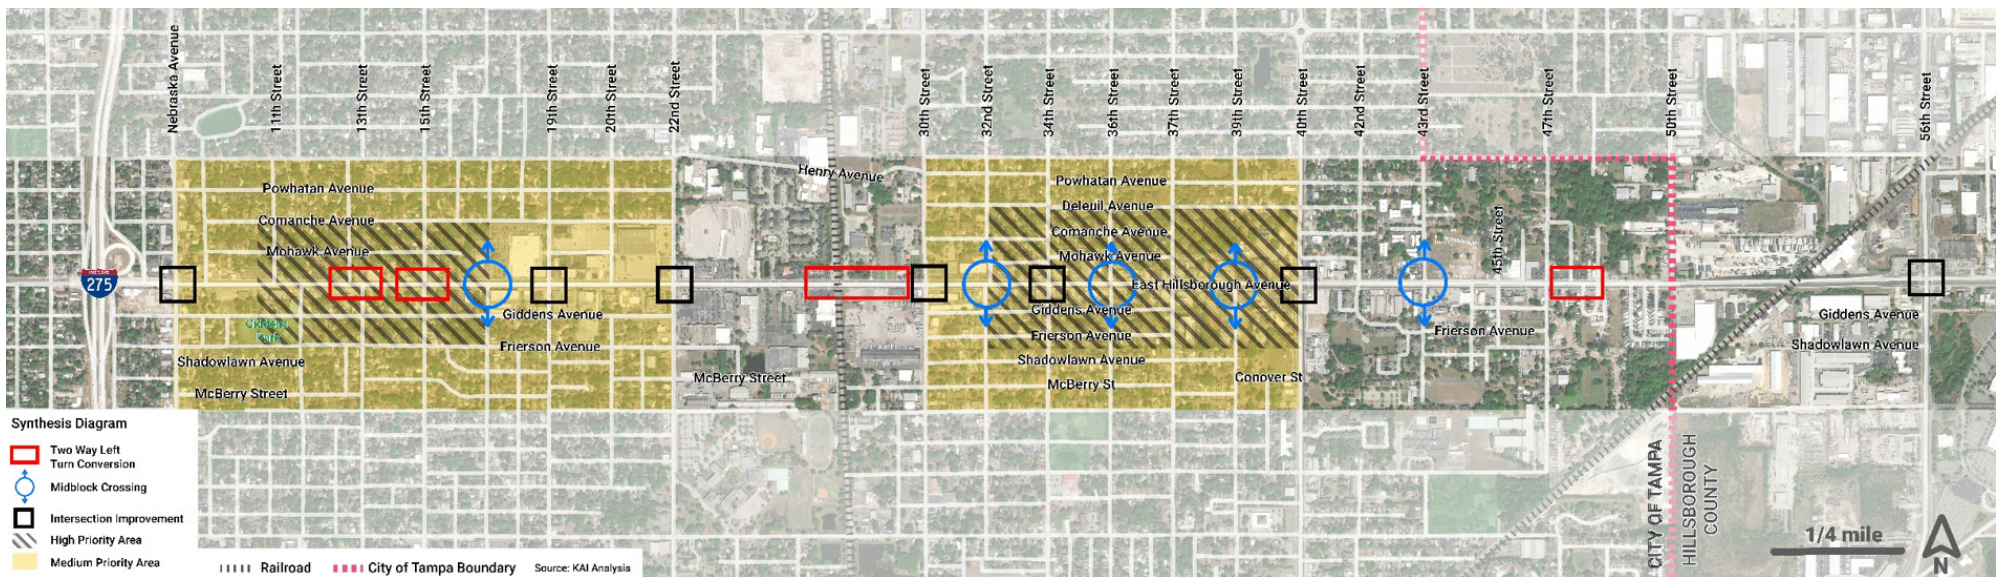 Nebraska Avenue
11th Street
13th Street
15th Street
19th Street
20th Street
22nd Street
30th Street
32nd Street
34th Street
36th Street
37th Street
39th Street
40th Street
42nd Street
43rd Street
47th Street
50th Street
56th Street
Henry Avenue
Powhatan Avenue
Powhatan Avenue
Deleuil Avenue
Comanche Avenue
Comanche Avenue
Mohawk Avenue
Mohawk Avenue
45th Street
INTERSTATE
275
East Hillsborough Avenue
Giddens Avenue
Giddens Avenue
Giddens Avenue
Giddens
Park
Frierson Avenue
Frierson Avenue
Frierson Avenue
Shadowlawn Avenue
Shadowlawn Avenue
Shadowlawn Avenue
McBerry Street
McBerry Street
McBerry St
Conover St
Synthesis Diagram
Two Way Left
Turn Conversion
Midblock Crossing
Intersection Improvement
High Priority Area
Medium Priority Area
Railroad
City of Tampa Boundary
Source: KAI Analysis
CITY OF TAMPA
HILLSBOROUGH
COUNTY
1/4 mile
N